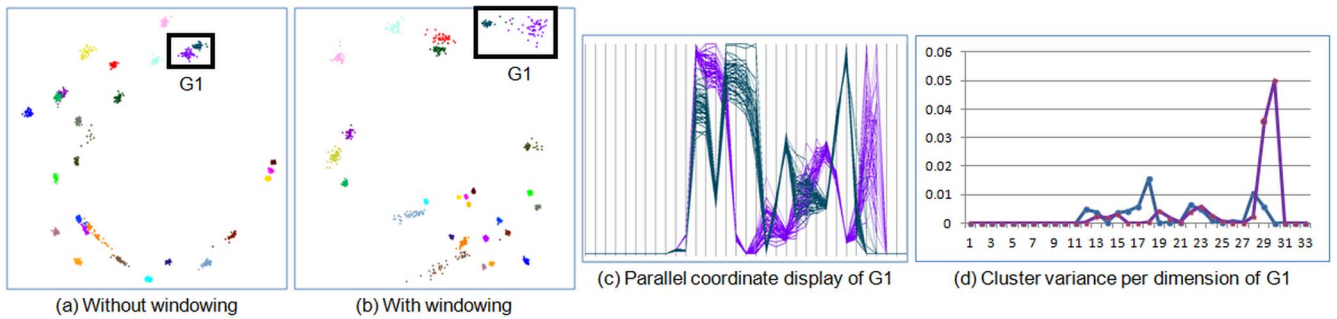 G1
(a) Without windowing
G1
(b) With windowing
(c) Parallel coordinate display of G1
0.06
0.05
0.04
0.03
0.02
0.01
0
1 3 5 7 9 11 13 15 17 19 21 23 25 27 29 31 33
(d) Cluster variance per dimension of G1